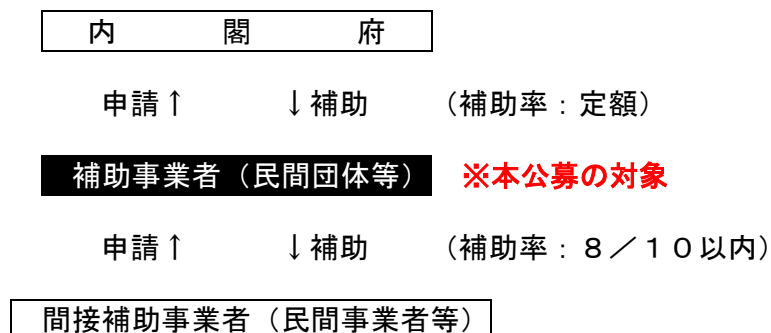 内　閣　府
申請↑　↓補助　（補助率：定額）
補助事業者（民間団体等）　※本公募の対象
申請↑　↓補助　（補助率：８／１０以内）
間接補助事業者（民間事業者等）